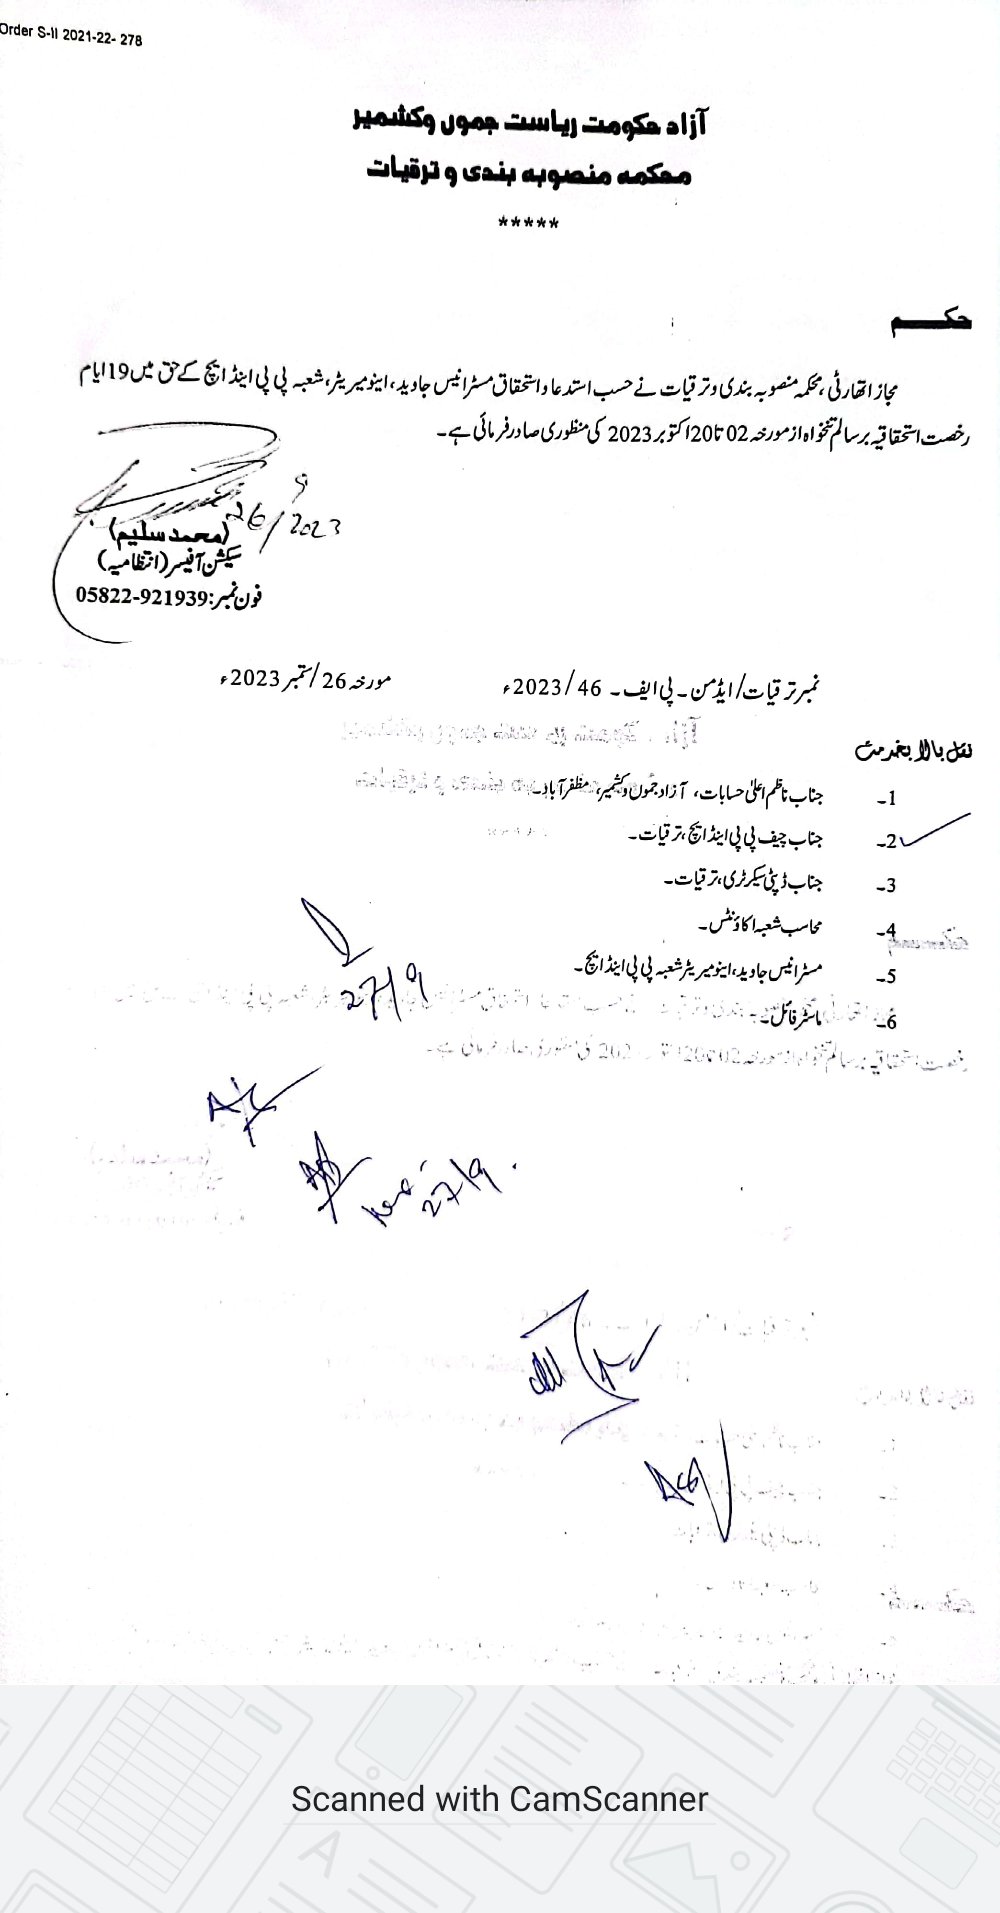 Order S-II 2021-22- 278
آزاد حکومت ریاست جموں وکشمیر
محکمہ منصوبہ بندی و ترقیات
*****
حکم
مجاز اتھارٹی، محکمہ منصوبہ بندی وترقیات نے حسب استدعا واستحقاق مسٹر انیس جاوید، اینومیریٹر، شعبہ پی پی اینڈ ایچ کے حق میں 19 ایام
رخصت استحقاقیہ برسالم تنخواہ از مورخہ 02 تا 20 اکتوبر 2023 کی منظوری صادر فرمائی ہے۔
26/9/2023
(محمد سلیم)
سیکشن آفیسر (انتظامیہ)
فون نمبر: 05822-921939
نمبر ترقیات/ایڈمن۔ پی ایف۔ 46/2023ء مورخہ 26/ستمبر 2023ء
نقل بالا بخدمت
1۔ جناب ناظم اعلیٰ حسابات، آزاد جموں وکشمیر، مظفرآباد۔
2۔ جناب چیف پی پی اینڈ ایچ، ترقیات۔
3۔ جناب ڈپٹی سیکرٹری، ترقیات۔
4۔ محاسب شعبہ اکاؤنٹس۔
5۔ مسٹر انیس جاوید، اینومیریٹر شعبہ پی پی اینڈ ایچ۔
6۔ ماسٹر فائل۔
27/9
27/9
Scanned with CamScanner